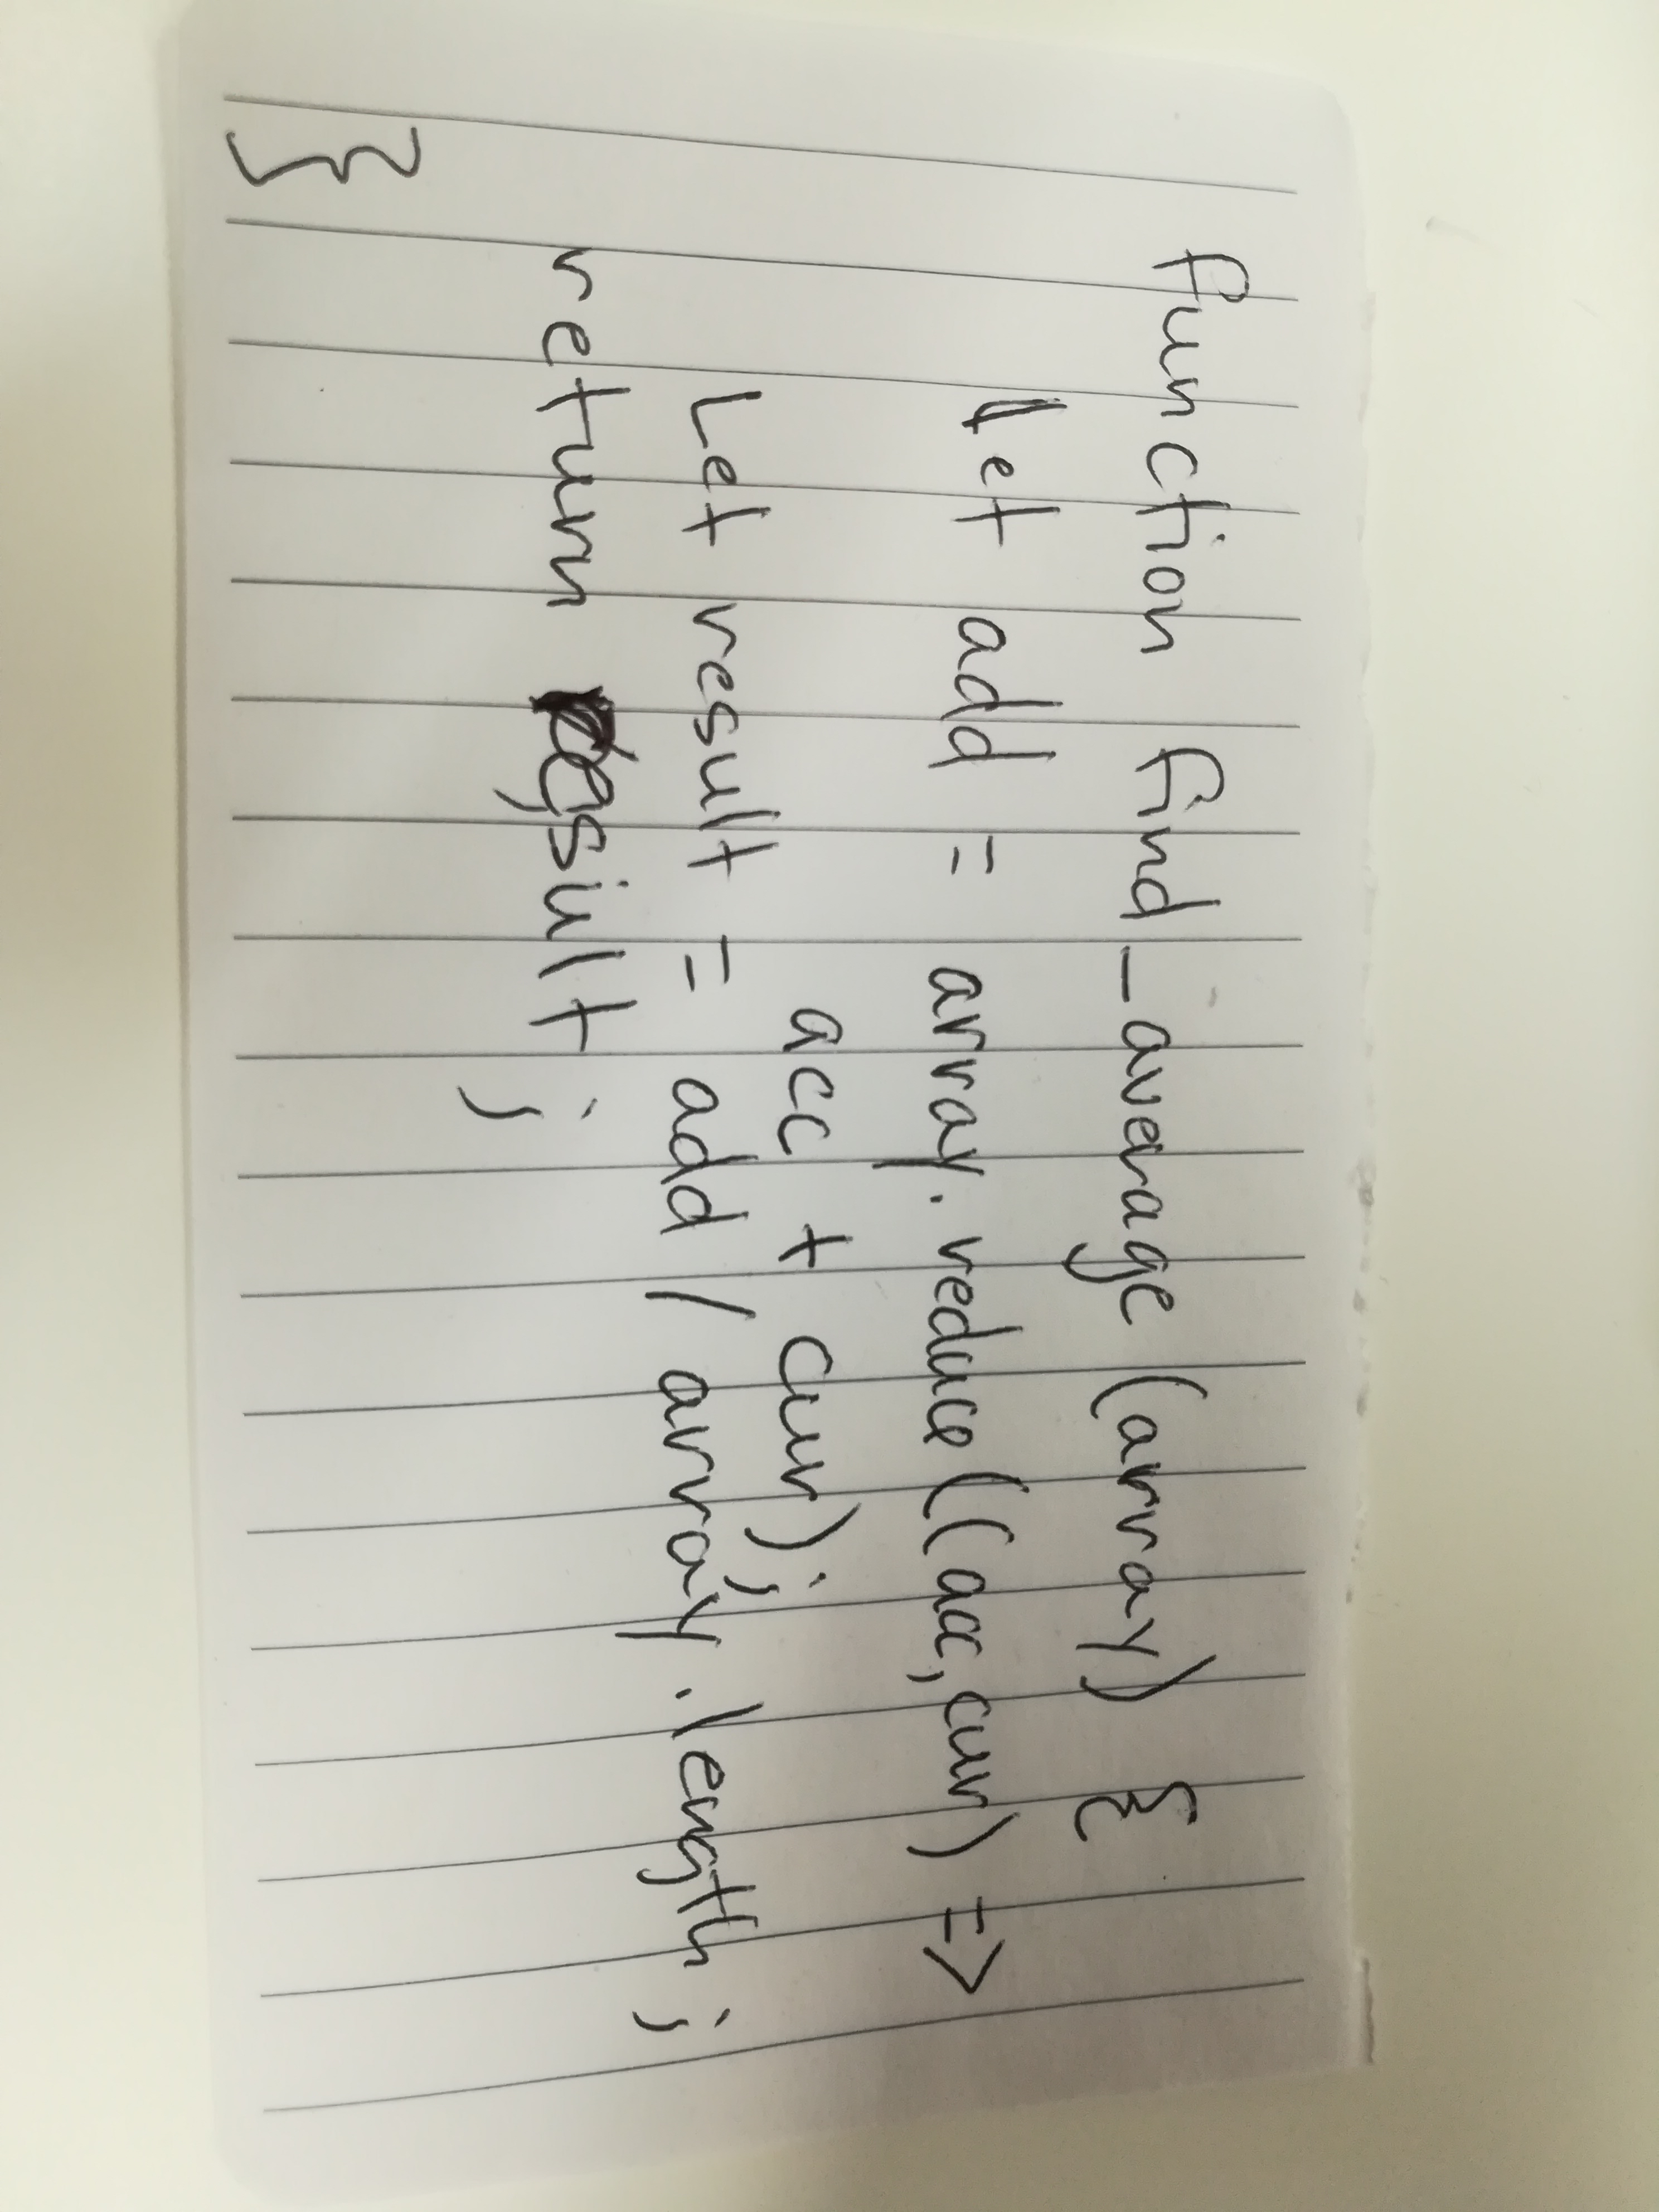 function find_average (array) {
let add = array.reduce((acc, cur) =>
acc + cur);
Let result = add / array.length;
return result;
}